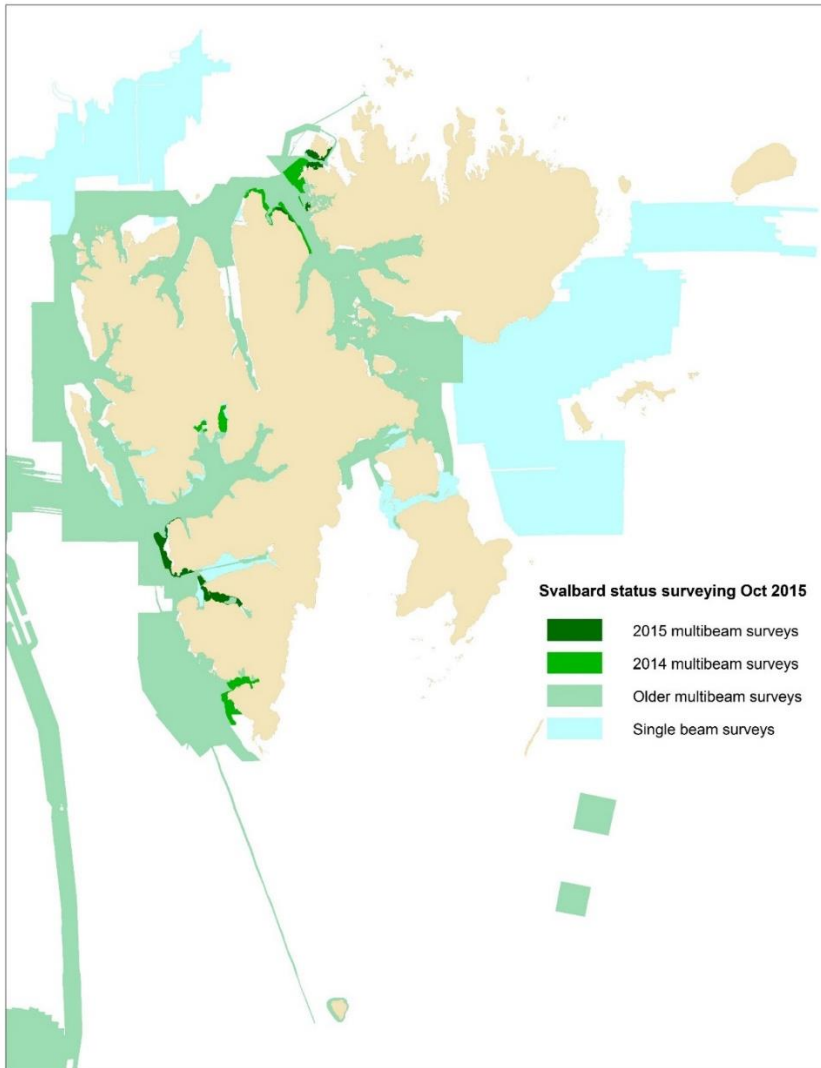 Svalbard status surveying Oct 2015
2015 multibeam surveys
2014 multibeam surveys
Older multibeam surveys
Single beam surveys